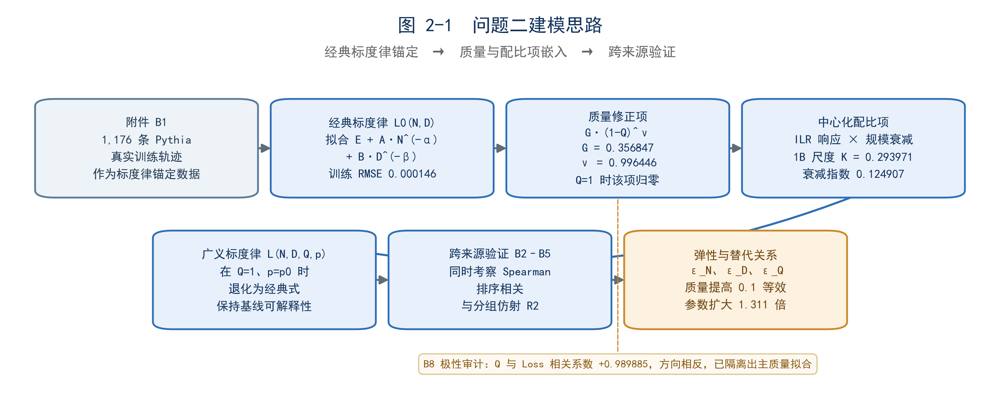 图 2-1 问题二建模思路
经典标度律锚定 → 质量与配比项嵌入 → 跨来源验证
附件 B1
1,176 条 Pythia
真实训练轨迹
作为标度律锚定数据
经典标度律 L0(N,D)
拟合 E + A·N^(-α)
+ B·D^(-β)
训练 RMSE 0.000146
质量修正项
G·(1-Q)^ν
G = 0.356847
ν = 0.996446
Q=1 时该项归零
中心化配比项
ILR 响应 × 规模衰减
1B 尺度 K = 0.293971
衰减指数 0.124907
广义标度律 L(N,D,Q,p)
在 Q=1、p=p0 时
退化为经典式
保持基线可解释性
跨来源验证 B2–B5
同时考察 Spearman
排序相关
与分组仿射 R2
弹性与替代关系
ε_N、ε_D、ε_Q
质量提高 0.1 等效
参数扩大 1.311 倍
B8 极性审计：Q 与 Loss 相关系数 +0.989885，方向相反，已隔离出主质量拟合